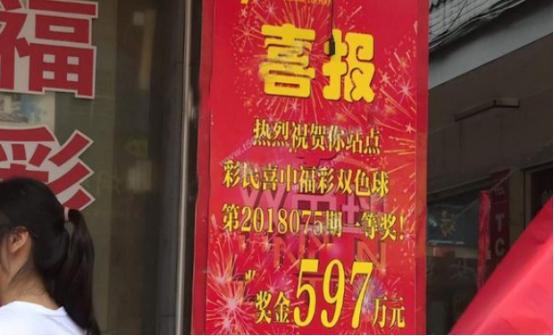 福
彩
喜报
热烈祝贺你站点
彩民喜中福彩双色球
第2018075期一等奖!
奖金597万元